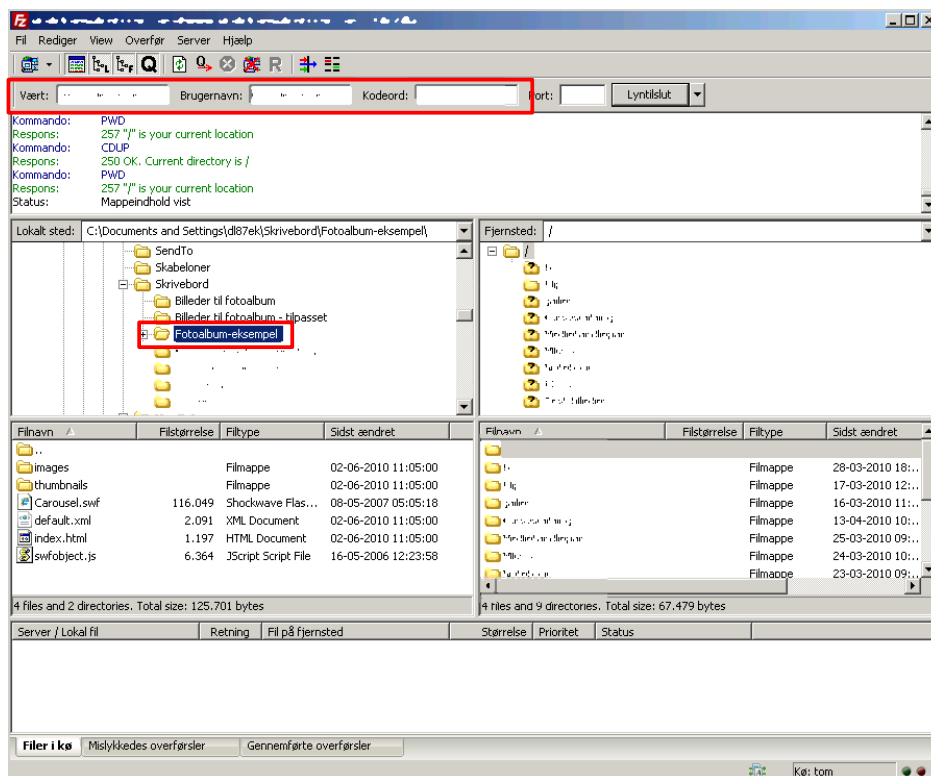 Fil Rediger View Overfør Server Hjælp
Vært: Brugernavn: Kodeord: Port: Lyntilslut
Kommando: PWD
Respons: 257 "/" is your current location
Kommando: CDUP
Respons: 250 OK. Current directory is /
Kommando: PWD
Respons: 257 "/" is your current location
Status: Mappeindhold vist
Lokalt sted: C:\Documents and Settings\dl87ek\Skrivebord\Fotoalbum-eksempel\
SendTo
Skabeloner
Skrivebord
Billeder til fotoalbum
Billeder til fotoalbum - tilpasset
Fotoalbum-eksempel
Fjernsted: /
/
Filnavn Filstørrelse Filtype Sidst ændret
..
images Filmappe 02-06-2010 11:05:00
thumbnails Filmappe 02-06-2010 11:05:00
Carousel.swf 116.049 Shockwave Flas... 08-05-2007 05:05:18
default.xml 2.091 XML Document 02-06-2010 11:05:00
index.html 1.197 HTML Document 02-06-2010 11:05:00
swfobject.js 6.364 JScript Script File 16-05-2006 12:23:58
4 files and 2 directories. Total size: 125.701 bytes
Filnavn Filstørrelse Filtype Sidst ændret
Filmappe 28-03-2010 18:...
Filmappe 17-03-2010 12:...
Filmappe 16-03-2010 11:...
Filmappe 13-04-2010 10:...
Filmappe 25-03-2010 09:...
Filmappe 24-03-2010 10:...
Filmappe 23-03-2010 09:...
4 files and 9 directories. Total size: 67.479 bytes
Server / Lokal fil Retning Fil på fjernsted Størrelse Prioritet Status
Filer i kø Mislykkedes overførsler Gennemførte overførsler
Kø: tom